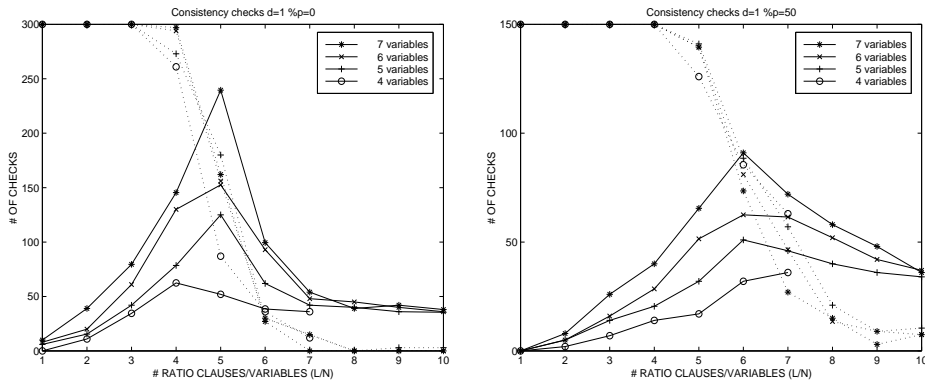 Consistency checks d=1 %p=0
# OF CHECKS
300
250
200
150
100
50
0
7 variables
6 variables
5 variables
4 variables
1 2 3 4 5 6 7 8 9 10
# RATIO CLAUSES/VARIABLES (L/N)
Consistency checks d=1 %p=50
# OF CHECKS
150
100
50
0
7 variables
6 variables
5 variables
4 variables
1 2 3 4 5 6 7 8 9 10
# RATIO CLAUSES/VARIABLES (L/N)